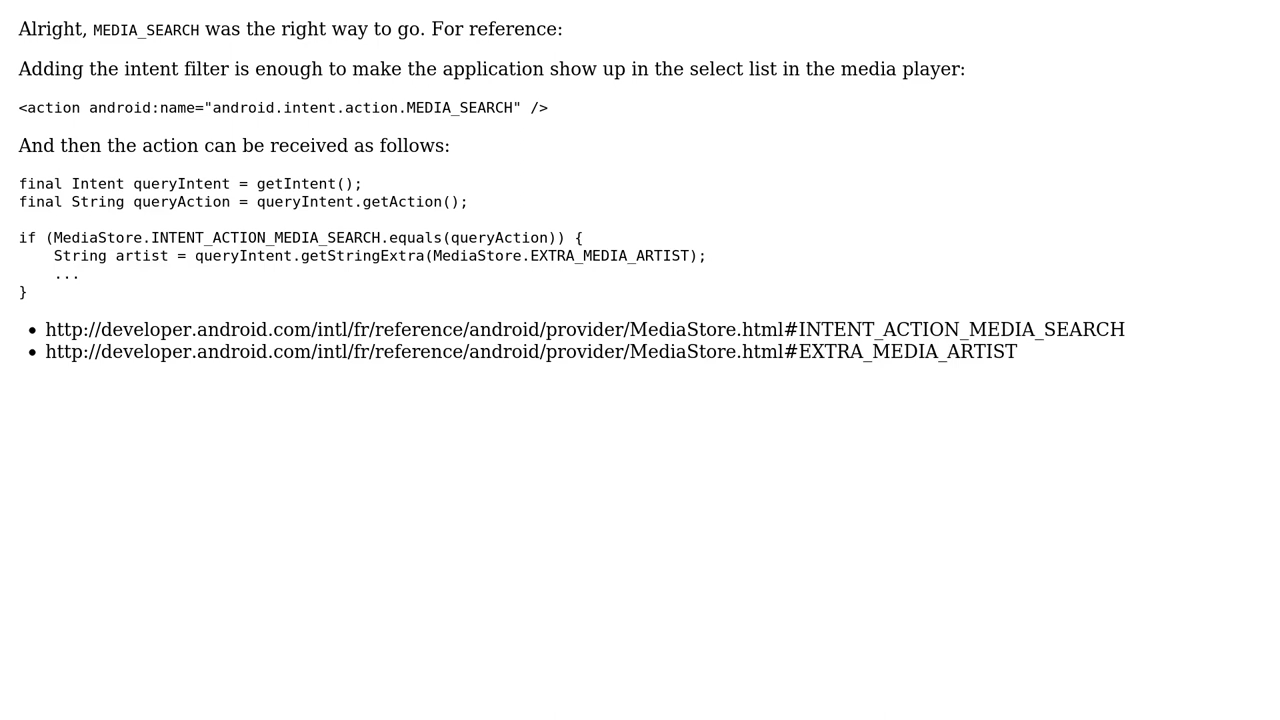 Alright, MEDIA_SEARCH was the right way to go. For reference:
Adding the intent filter is enough to make the application show up in the select list in the media player:
<action android:name="android.intent.action.MEDIA_SEARCH" />
And then the action can be received as follows:
final Intent queryIntent = getIntent();
final String queryAction = queryIntent.getAction();
if (MediaStore.INTENT_ACTION_MEDIA_SEARCH.equals(queryAction)) {
    String artist = queryIntent.getStringExtra(MediaStore.EXTRA_MEDIA_ARTIST);
    ...
}
• http://developer.android.com/intl/fr/reference/android/provider/MediaStore.html#INTENT_ACTION_MEDIA_SEARCH
• http://developer.android.com/intl/fr/reference/android/provider/MediaStore.html#EXTRA_MEDIA_ARTIST